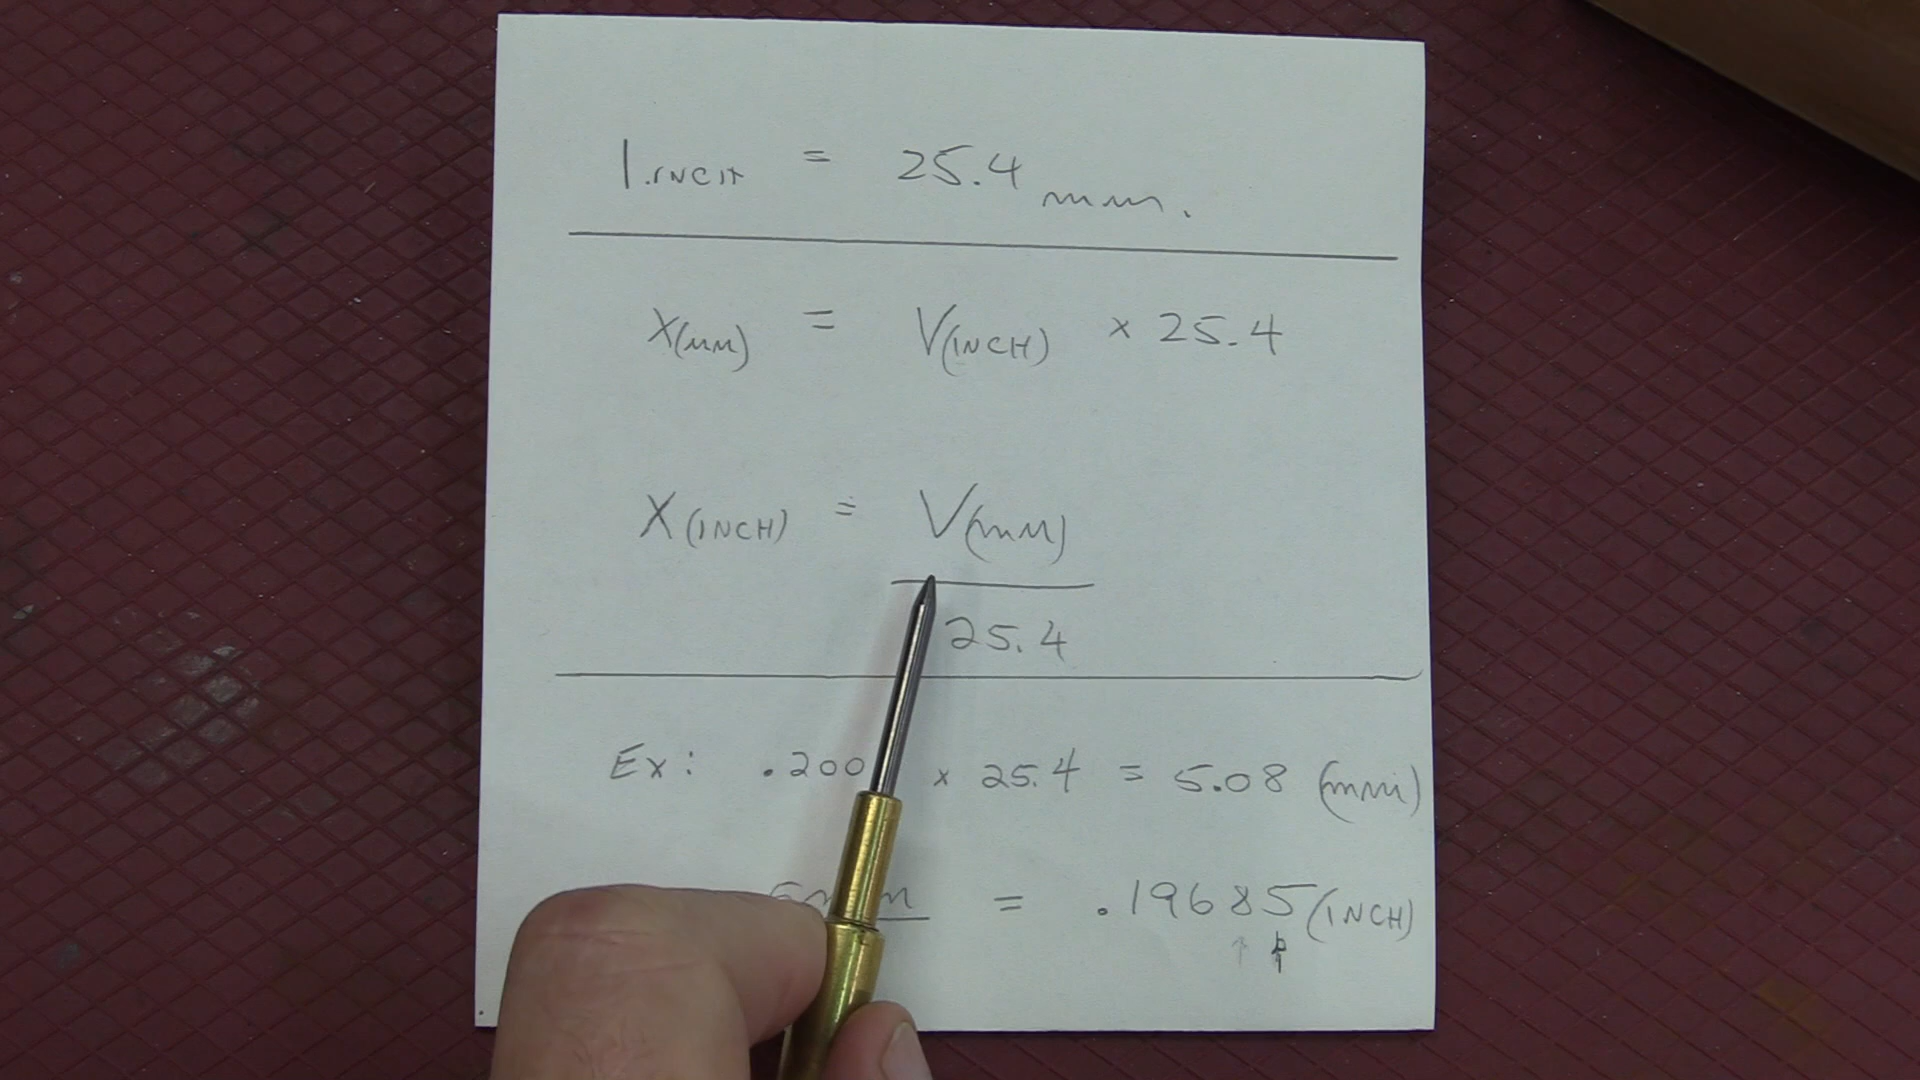 1 INCH = 25.4 mm.
X(MM) = V(INCH) × 25.4
X(INCH) = V(MM)
25.4
Ex: .200 × 25.4 = 5.08 (mm)
5mm = .19685 (INCH)